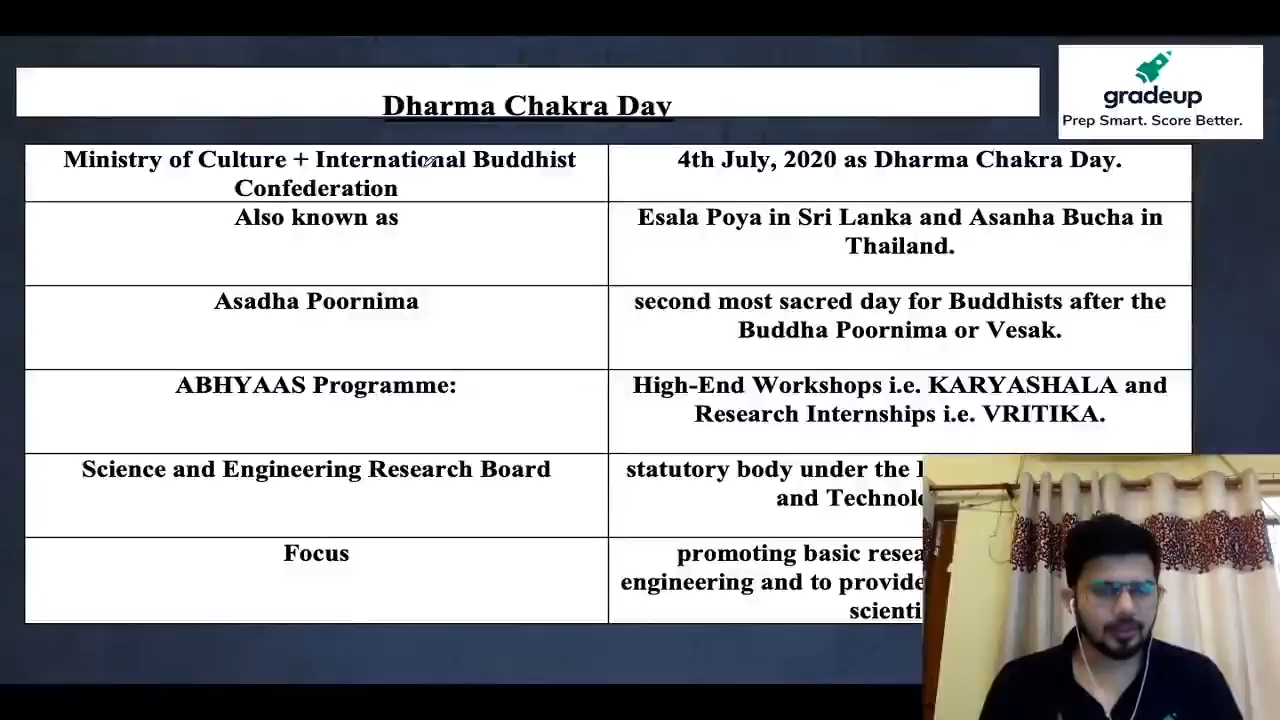 Dharma Chakra Day
gradeup
Prep Smart. Score Better.
Ministry of Culture + International Buddhist
Confederation
4th July, 2020 as Dharma Chakra Day.
Also known as
Esala Poya in Sri Lanka and Asanha Bucha in
Thailand.
Asadha Poornima
second most sacred day for Buddhists after the
Buddha Poornima or Vesak.
ABHYAAS Programme:
High-End Workshops i.e. KARYASHALA and
Research Internships i.e. VRITIKA.
Science and Engineering Research Board
statutory body under the
and
Focus
promoting basic
engineering and to provide